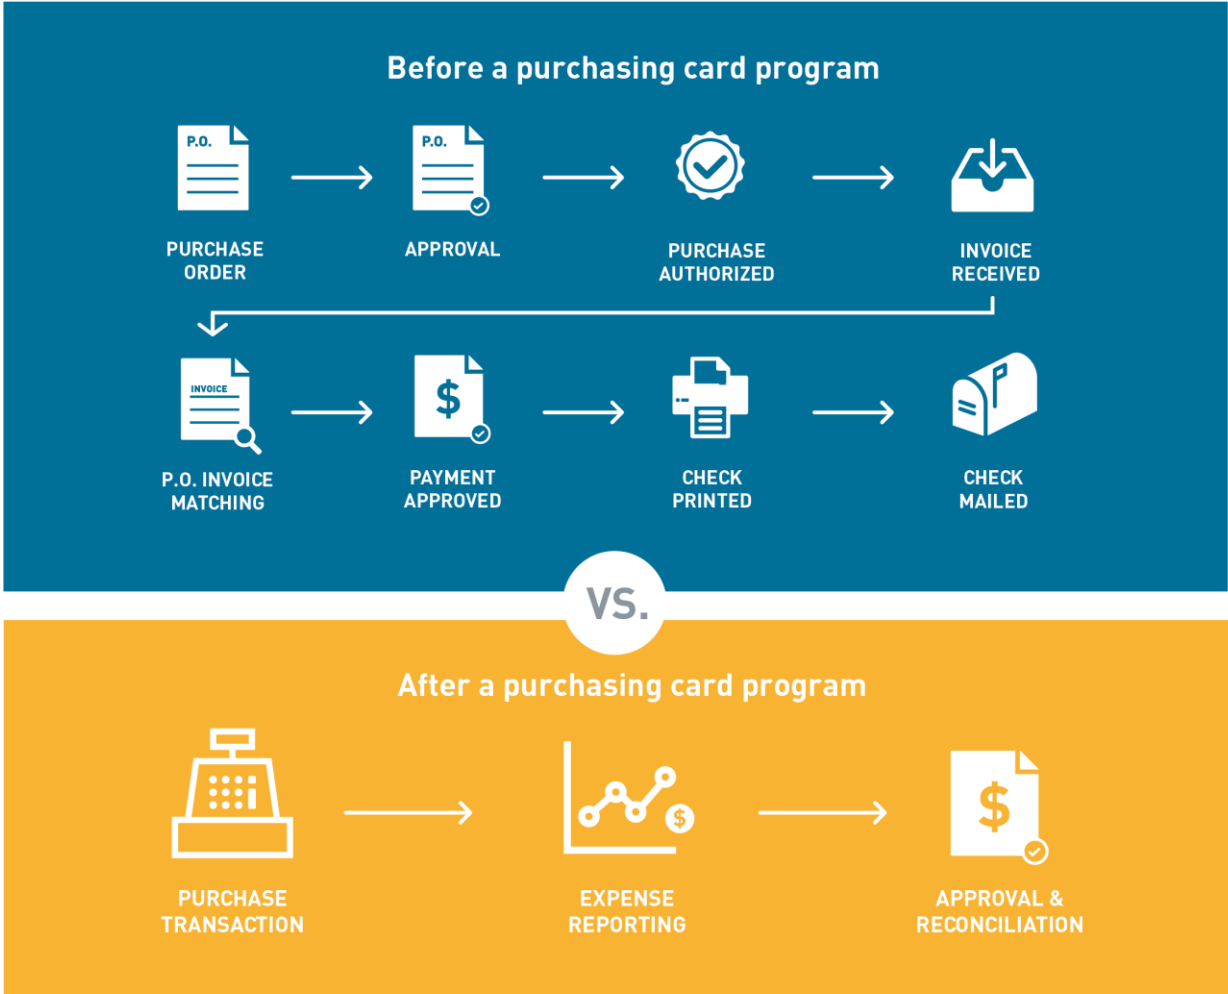 Before a purchasing card program
P.O.
P.O.
PURCHASE
ORDER
APPROVAL
PURCHASE
AUTHORIZED
INVOICE
RECEIVED
INVOICE
$
P.O. INVOICE
MATCHING
PAYMENT
APPROVED
CHECK
PRINTED
CHECK
MAILED
VS.
After a purchasing card program
$
$
PURCHASE
TRANSACTION
EXPENSE
REPORTING
APPROVAL &
RECONCILIATION